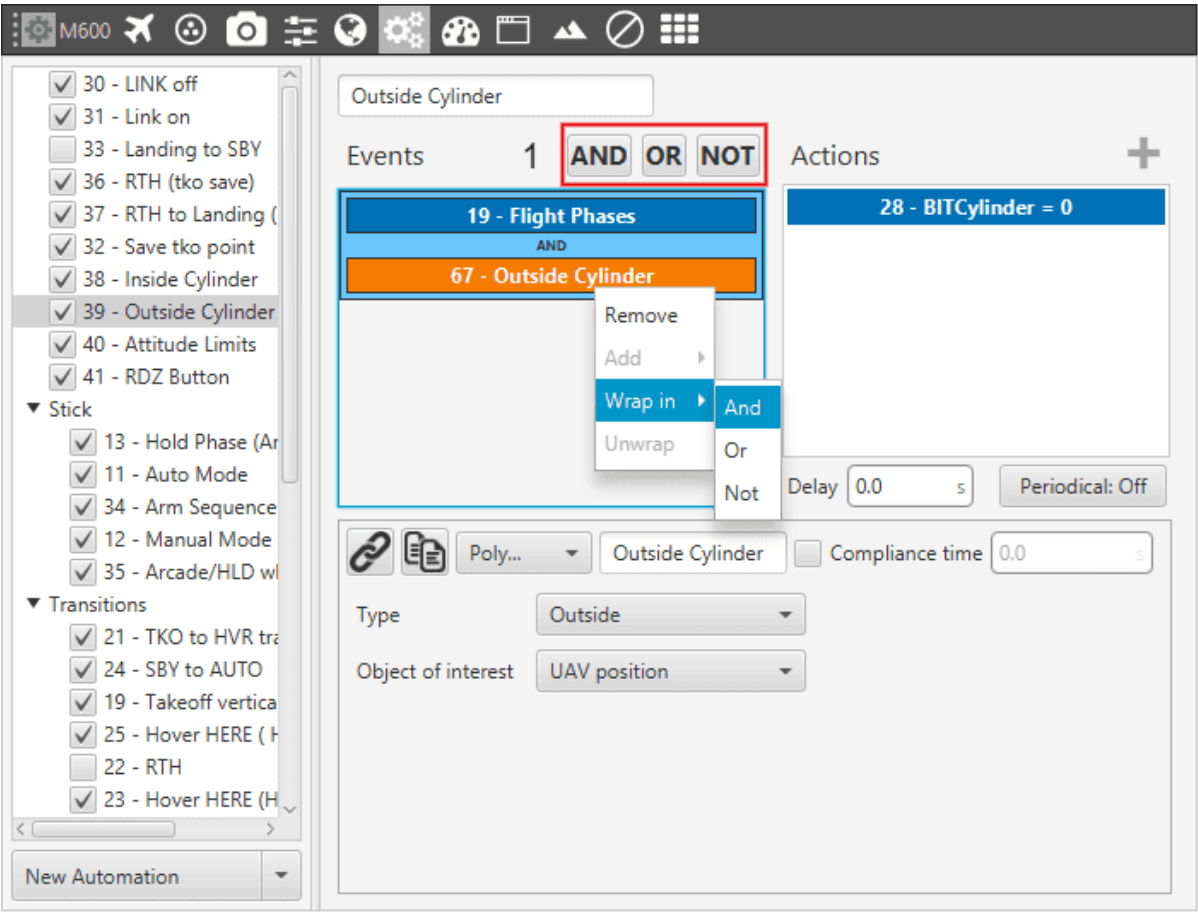 M600
30 - LINK off
31 - Link on
33 - Landing to SBY
36 - RTH (tko save)
37 - RTH to Landing (
32 - Save tko point
38 - Inside Cylinder
39 - Outside Cylinder
40 - Attitude Limits
41 - RDZ Button
Stick
13 - Hold Phase (Ar
11 - Auto Mode
34 - Arm Sequence
12 - Manual Mode
35 - Arcade/HLD wl
Transitions
21 - TKO to HVR tra
24 - SBY to AUTO
19 - Takeoff vertica
25 - Hover HERE ( H
22 - RTH
23 - Hover HERE (H
New Automation
Outside Cylinder
Events 1 AND OR NOT
19 - Flight Phases
AND
67 - Outside Cylinder
Remove
Add
Wrap in
Unwrap
And
Or
Not
Actions
28 - BITCylinder = 0
Delay 0.0 s Periodical: Off
Poly... Outside Cylinder Compliance time 0.0 s
Type Outside
Object of interest UAV position